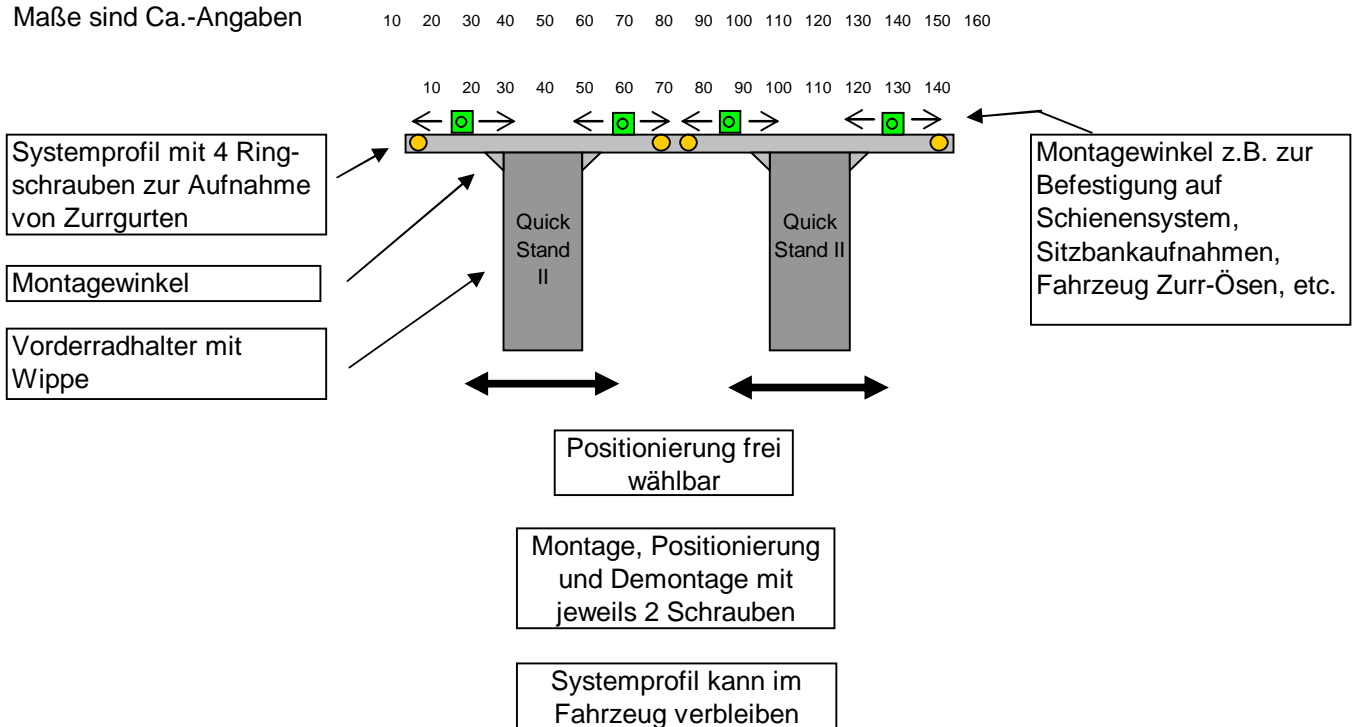 Maße sind Ca.-Angaben
10 20 30 40 50 60 70 80 90 100 110 120 130 140 150 160
10 20 30 40 50 60 70 80 90 100 110 120 130 140
Systemprofil mit 4 Ring-
schrauben zur Aufnahme
von Zurrgurten
Montagewinkel
Vorderradhalter mit
Wippe
Quick
Stand
II
Quick
Stand II
Montagewinkel z.B. zur
Befestigung auf
Schienensystem,
Sitzbankaufnahmen,
Fahrzeug Zurr-Ösen, etc.
Positionierung frei
wählbar
Montage, Positionierung
und Demontage mit
jeweils 2 Schrauben
Systemprofil kann im
Fahrzeug verbleiben